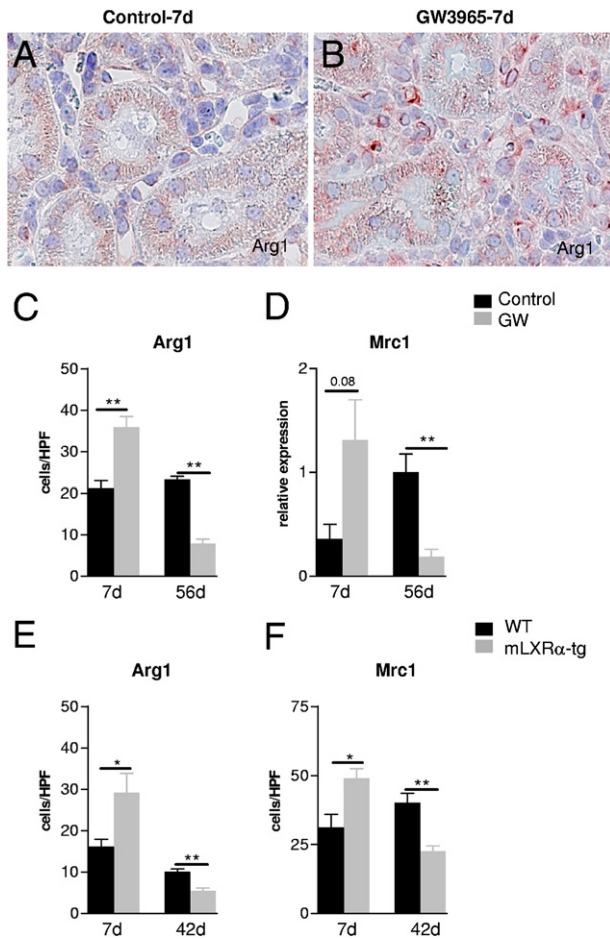 Control-7d
GW3965-7d
A
B
Arg1
Arg1
C
D
Control
GW
Arg1
Mrc1
cells/HPF
50
40
30
20
10
0
**
**
7d
56d
relative expression
2
1
0
0.08
**
7d
56d
E
F
WT
mLXRα-tg
Arg1
Mrc1
cells/HPF
50
40
30
20
10
0
*
**
7d
42d
cells/HPF
75
50
25
0
*
**
7d
42d